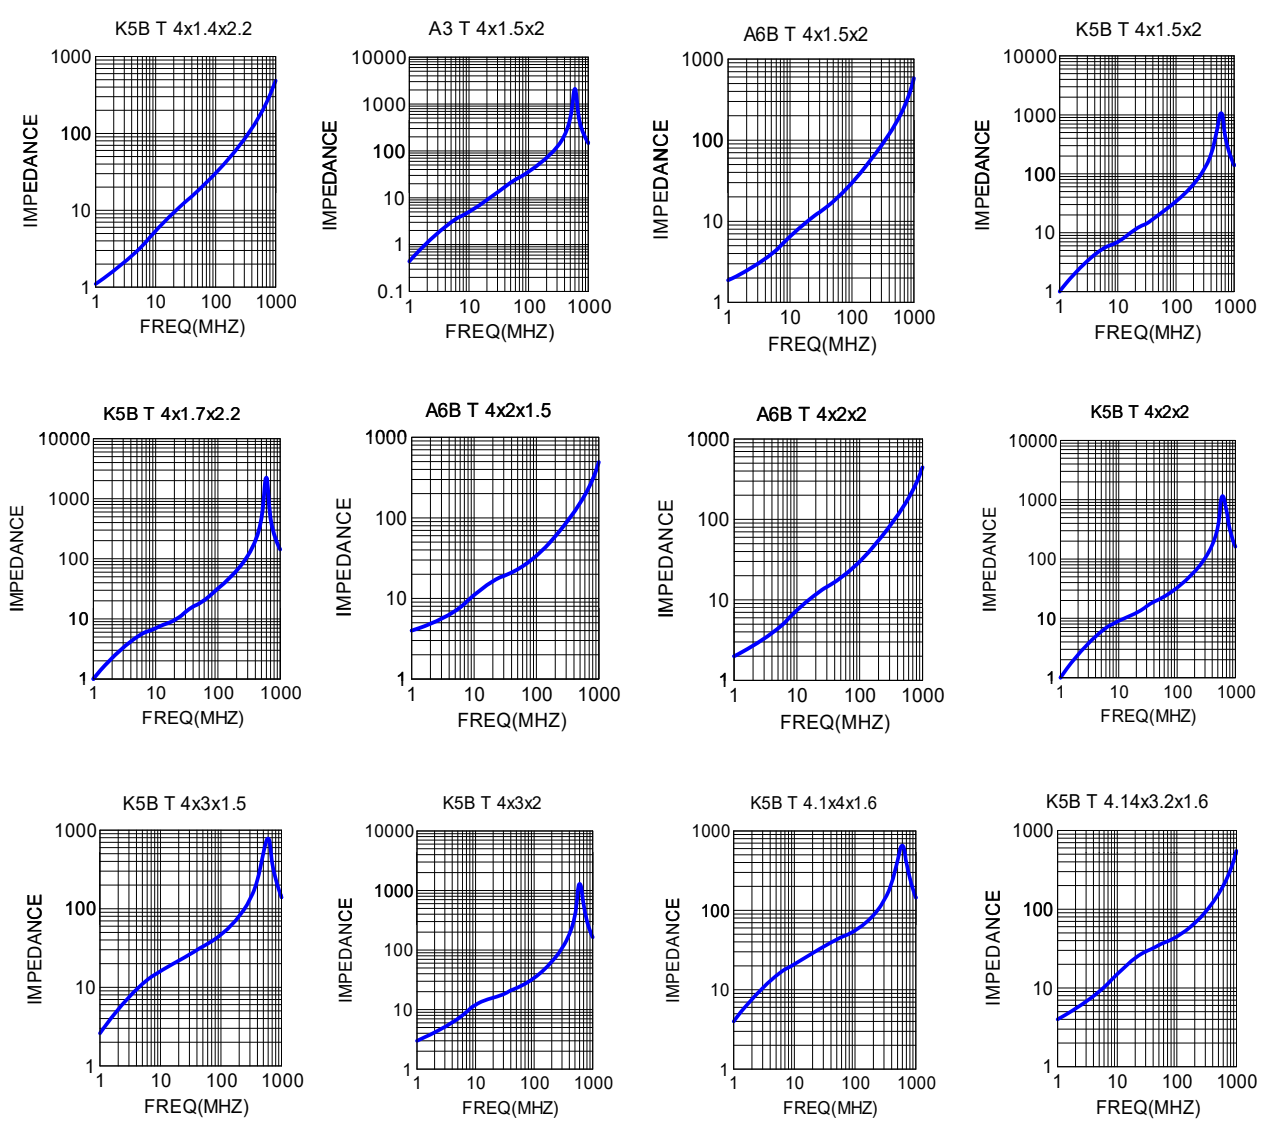 K5B T 4x1.4x2.2
A3 T 4x1.5x2
A6B T 4x1.5x2
K5B T 4x1.5x2
IMPEDANCE
1000
100
10
1
1 10 100 1000
FREQ(MHZ)
IMPEDANCE
10000
1000
100
10
1
0.1
1 10 100 1000
FREQ(MHZ)
IMPEDANCE
1000
100
10
1
1 10 100 1000
FREQ(MHZ)
IMPEDANCE
10000
1000
100
10
1
1 10 100 1000
FREQ(MHZ)
K5B T 4x1.7x2.2
A6B T 4x2x1.5
A6B T 4x2x2
K5B T 4x2x2
IMPEDANCE
10000
1000
100
10
1
1 10 100 1000
FREQ(MHZ)
IMPEDANCE
1000
100
10
1
1 10 100 1000
FREQ(MHZ)
IMPEDANCE
1000
100
10
1
1 10 100 1000
FREQ(MHZ)
IMPEDANCE
10000
1000
100
10
1
1 10 100 1000
FREQ(MHZ)
K5B T 4x3x1.5
K5B T 4x3x2
K5B T 4.1x4x1.6
K5B T 4.14x3.2x1.6
IMPEDANCE
1000
100
10
1
1 10 100 1000
FREQ(MHZ)
IMPEDANCE
10000
1000
100
10
1
1 10 100 1000
FREQ(MHZ)
IMPEDANCE
1000
100
10
1
1 10 100 1000
FREQ(MHZ)
IMPEDANCE
1000
100
10
1
1 10 100 1000
FREQ(MHZ)